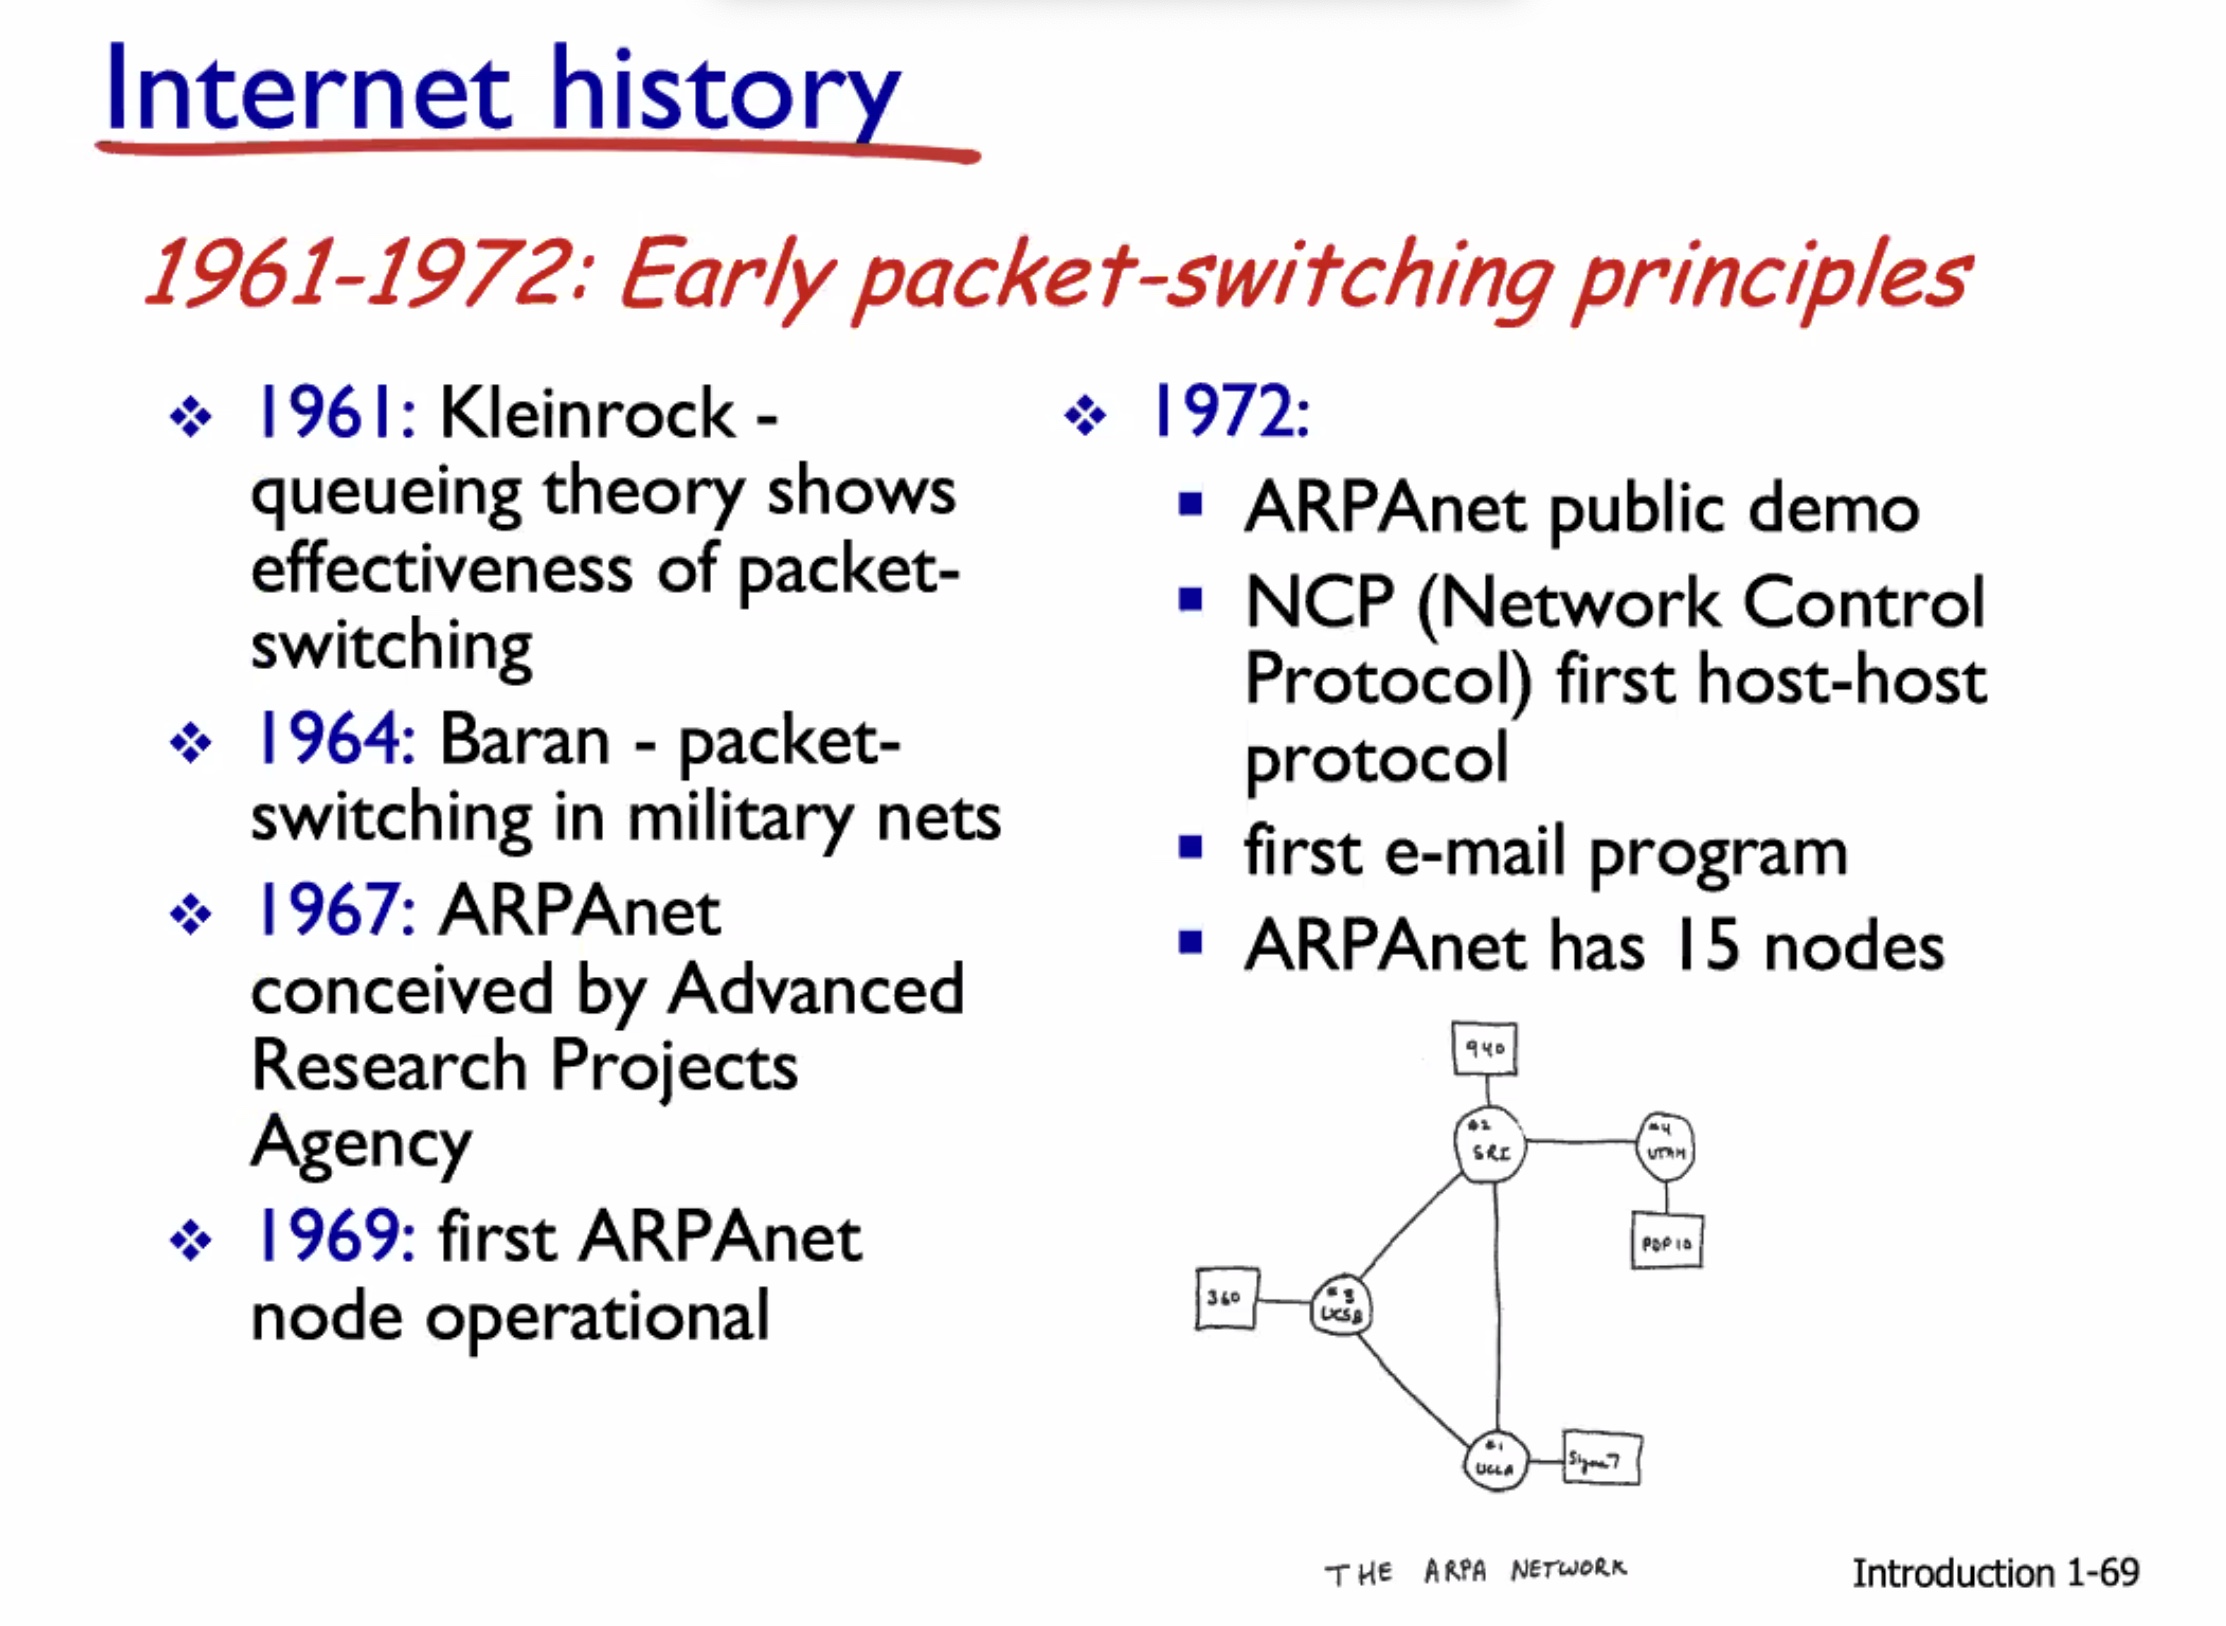 Internet history
1961-1972: Early packet-switching principles
1961: Kleinrock -
queueing theory shows
effectiveness of packet-
switching
1964: Baran - packet-
switching in military nets
1967: ARPAnet
conceived by Advanced
Research Projects
Agency
1969: first ARPAnet
node operational
1972:
ARPAnet public demo
NCP (Network Control
Protocol) first host-host
protocol
first e-mail program
ARPAnet has 15 nodes
940
#2
SRI
#4
UTAH
PDP 10
360
#3
UCSB
#1
UCLA
Sigma 7
THE ARPA NETWORK
Introduction 1-69